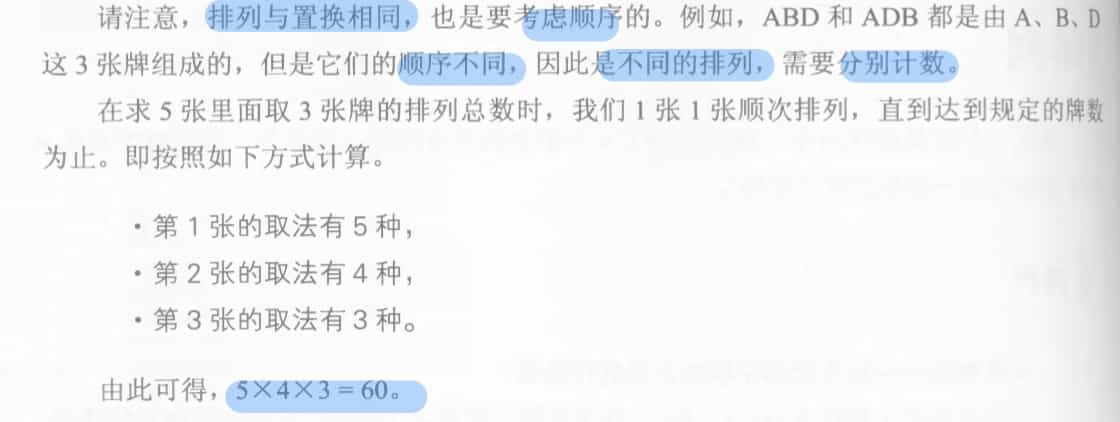 请注意，排列与置换相同，也是要考虑顺序的。例如，ABD 和 ADB 都是由 A、B、D
这 3 张牌组成的，但是它们的顺序不同，因此是不同的排列，需要分别计数。
在求 5 张里面取 3 张牌的排列总数时，我们 1 张 1 张顺次排列，直到达到规定的牌数
为止。即按照如下方式计算。
·第 1 张的取法有 5 种，
·第 2 张的取法有 4 种，
·第 3 张的取法有 3 种。
由此可得，5×4×3 = 60。